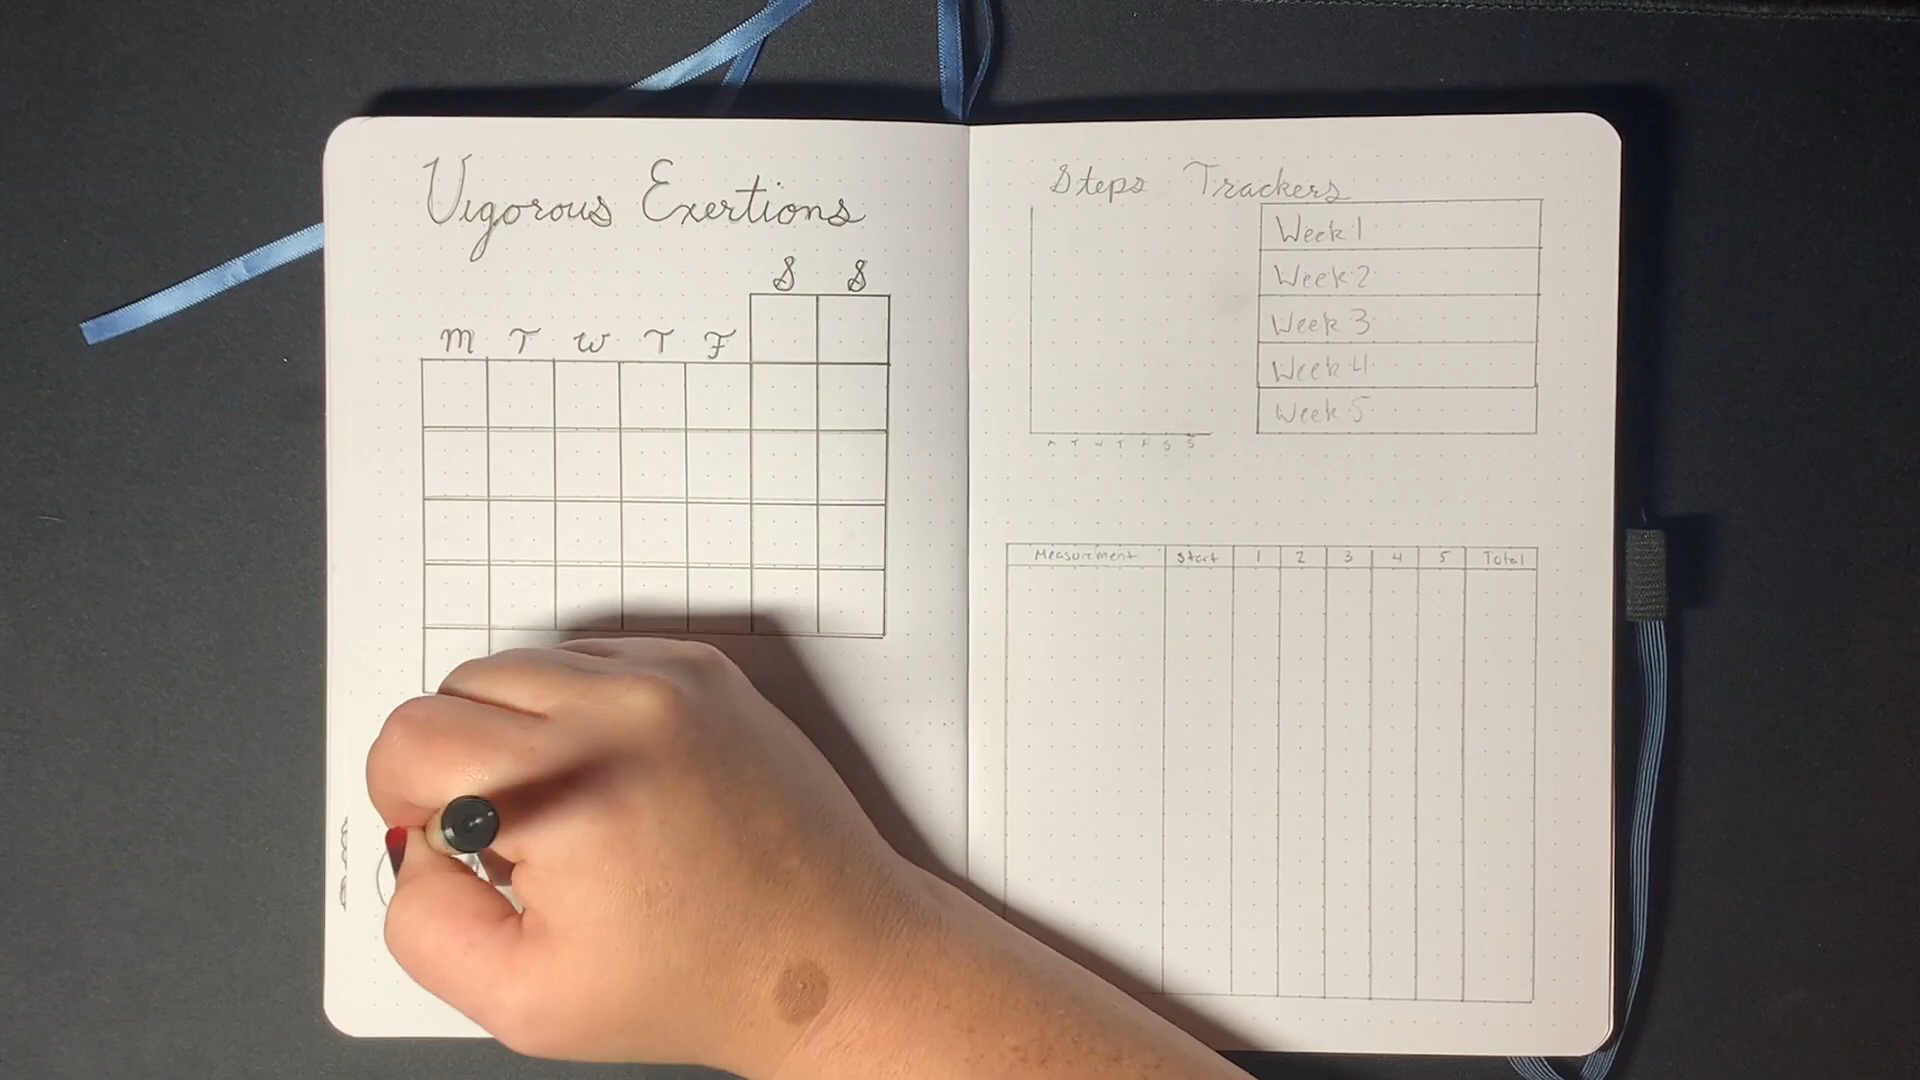 Vigorous Exertions
S S
M T W T F
Steps Trackers
Week 1
Week 2
Week 3
Week 4
Week 5
M T W T F S S
Measurement Start 1 2 3 4 5 Total